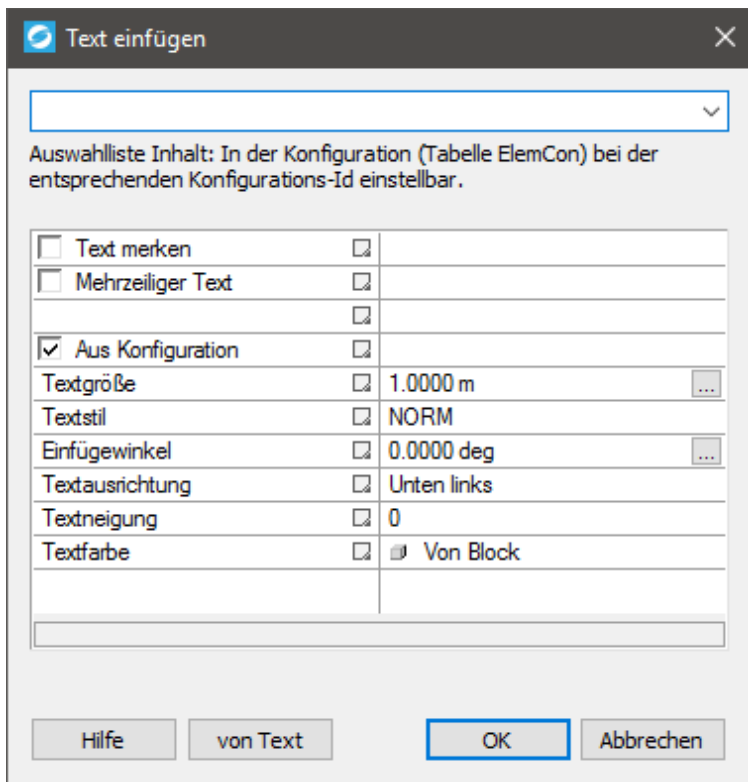 Text einfügen
Auswahlliste Inhalt: In der Konfiguration (Tabelle ElemCon) bei der
entsprechenden Konfigurations-Id einstellbar.
Text merken
Mehrzeiliger Text
Aus Konfiguration
Textgröße 1.0000 m ...
Textstil NORM
Einfügewinkel 0.0000 deg ...
Textausrichtung Unten links
Textneigung 0
Textfarbe Von Block
Hilfe von Text OK Abbrechen